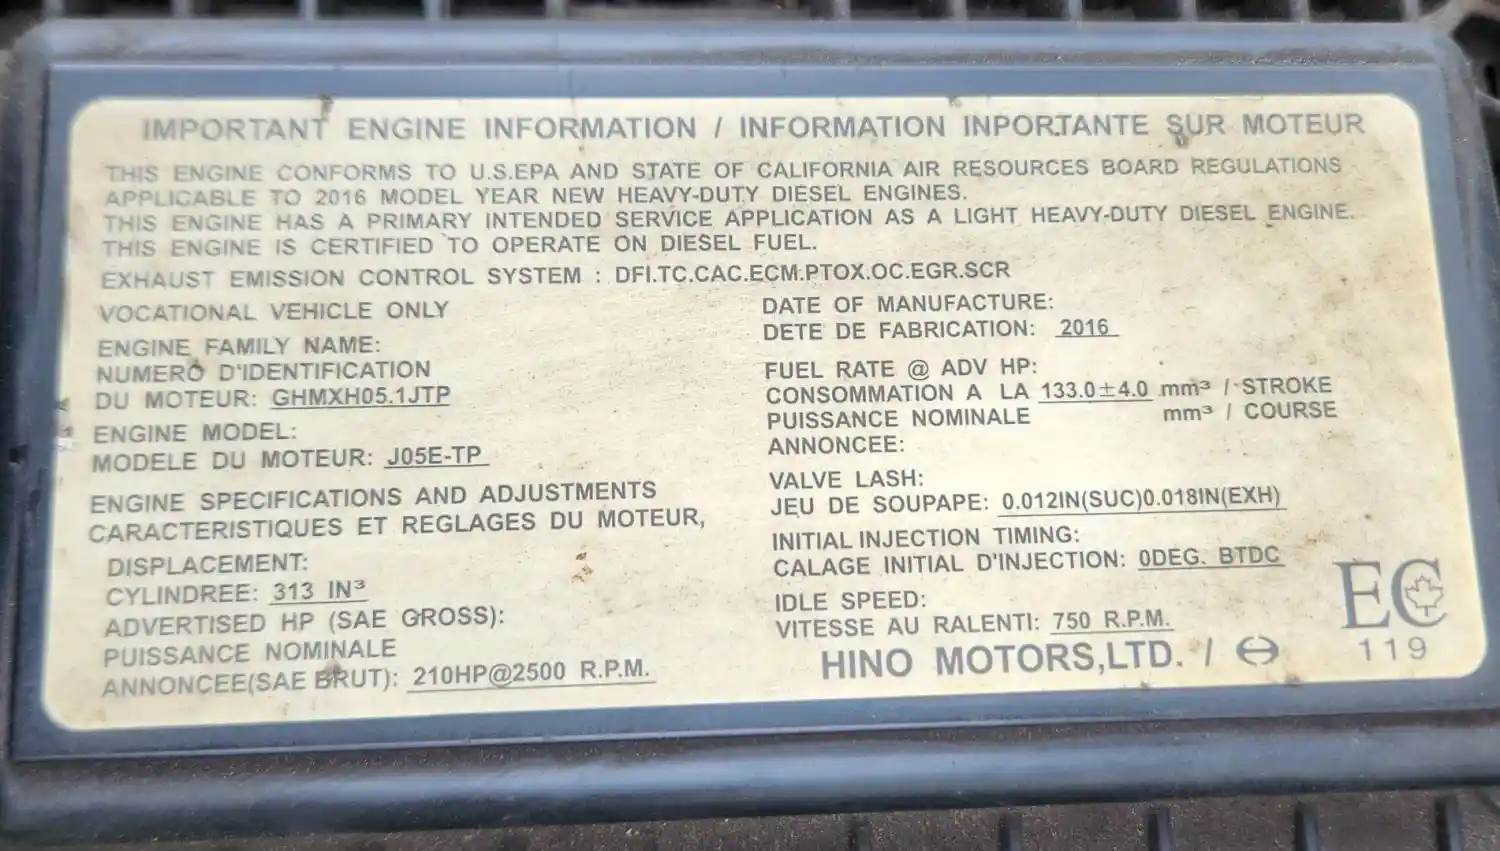 IMPORTANT ENGINE INFORMATION / INFORMATION INPORTANTE SUR MOTEUR
THIS ENGINE CONFORMS TO U.S.EPA AND STATE OF CALIFORNIA AIR RESOURCES BOARD REGULATIONS
APPLICABLE TO 2016 MODEL YEAR NEW HEAVY-DUTY DIESEL ENGINES.
THIS ENGINE HAS A PRIMARY INTENDED SERVICE APPLICATION AS A LIGHT HEAVY-DUTY DIESEL ENGINE.
THIS ENGINE IS CERTIFIED TO OPERATE ON DIESEL FUEL.
EXHAUST EMISSION CONTROL SYSTEM : DFI.TC.CAC.ECM.PTOX.OC.EGR.SCR
VOCATIONAL VEHICLE ONLY
ENGINE FAMILY NAME:
NUMERO D'IDENTIFICATION
DU MOTEUR: GHMXH05.1JTP
ENGINE MODEL:
MODELE DU MOTEUR: J05E-TP
ENGINE SPECIFICATIONS AND ADJUSTMENTS
CARACTERISTIQUES ET REGLAGES DU MOTEUR,
DISPLACEMENT:
CYLINDREE: 313 IN³
ADVERTISED HP (SAE GROSS):
PUISSANCE NOMINALE
ANNONCEE(SAE BRUT): 210HP@2500 R.P.M.
DATE OF MANUFACTURE:
DETE DE FABRICATION: 2016
FUEL RATE @ ADV HP:
CONSOMMATION A LA 133.0±4.0 mm³ / STROKE
PUISSANCE NOMINALE mm³ / COURSE
ANNONCEE:
VALVE LASH:
JEU DE SOUPAPE: 0.012IN(SUC)0.018IN(EXH)
INITIAL INJECTION TIMING:
CALAGE INITIAL D'INJECTION: 0DEG. BTDC
IDLE SPEED:
VITESSE AU RALENTI: 750 R.P.M.
HINO MOTORS,LTD. /
EC
119